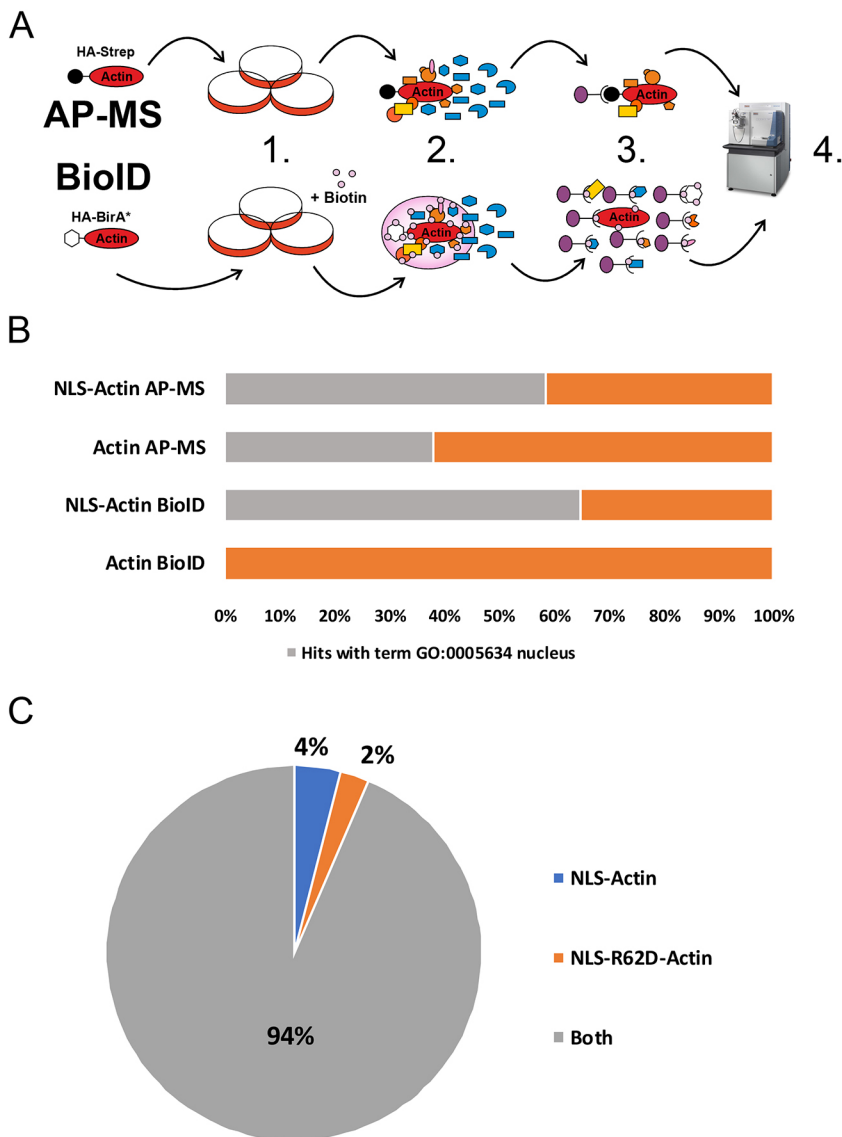 A
HA-Strep
Actin
AP-MS
Actin
Actin
1.
2.
3.
4.
BioID
+ Biotin
HA-BirA*
Actin
Actin
Actin
B
NLS-Actin AP-MS
Actin AP-MS
NLS-Actin BioID
Actin BioID
0% 10% 20% 30% 40% 50% 60% 70% 80% 90% 100%
Hits with term GO:0005634 nucleus
C
4%
2%
NLS-Actin
NLS-R62D-Actin
94%
Both